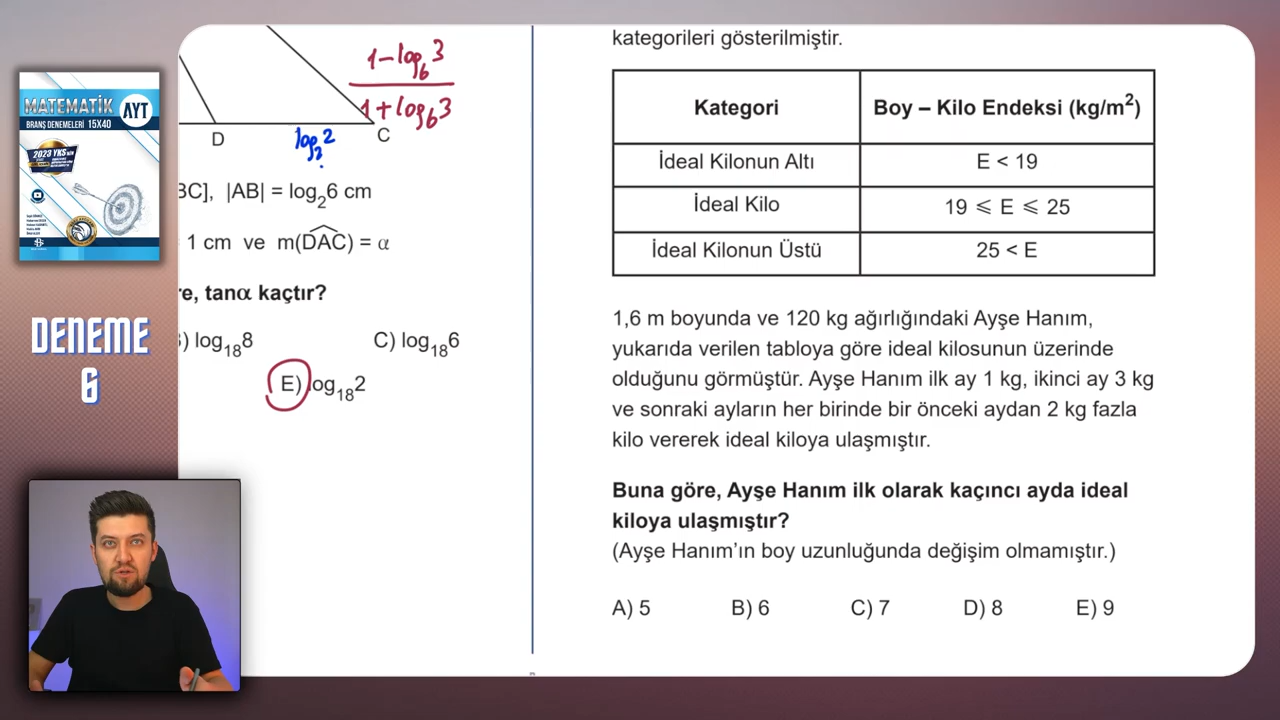 MATEMATİK AYT
BRANŞ DENEMELERİ 15X40
2023 YKS'NİN
DENEME
6
1-log₆3
1+log₆3
D
log₂2
C
BC], |AB| = log₂6 cm
= 1 cm ve m(DAC) = α
re, tanα kaçtır?
) log₁₈8
C) log₁₈6
E) log₁₈2
kategorileri gösterilmiştir.
Kategori
Boy – Kilo Endeksi (kg/m²)
İdeal Kilonun Altı
E < 19
İdeal Kilo
19 ⩽ E ⩽ 25
İdeal Kilonun Üstü
25 < E
1,6 m boyunda ve 120 kg ağırlığındaki Ayşe Hanım,
yukarıda verilen tabloya göre ideal kilosunun üzerinde
olduğunu görmüştür. Ayşe Hanım ilk ay 1 kg, ikinci ay 3 kg
ve sonraki ayların her birinde bir önceki aydan 2 kg fazla
kilo vererek ideal kiloya ulaşmıştır.
Buna göre, Ayşe Hanım ilk olarak kaçıncı ayda ideal
kiloya ulaşmıştır?
(Ayşe Hanım'ın boy uzunluğunda değişim olmamıştır.)
A) 5
B) 6
C) 7
D) 8
E) 9